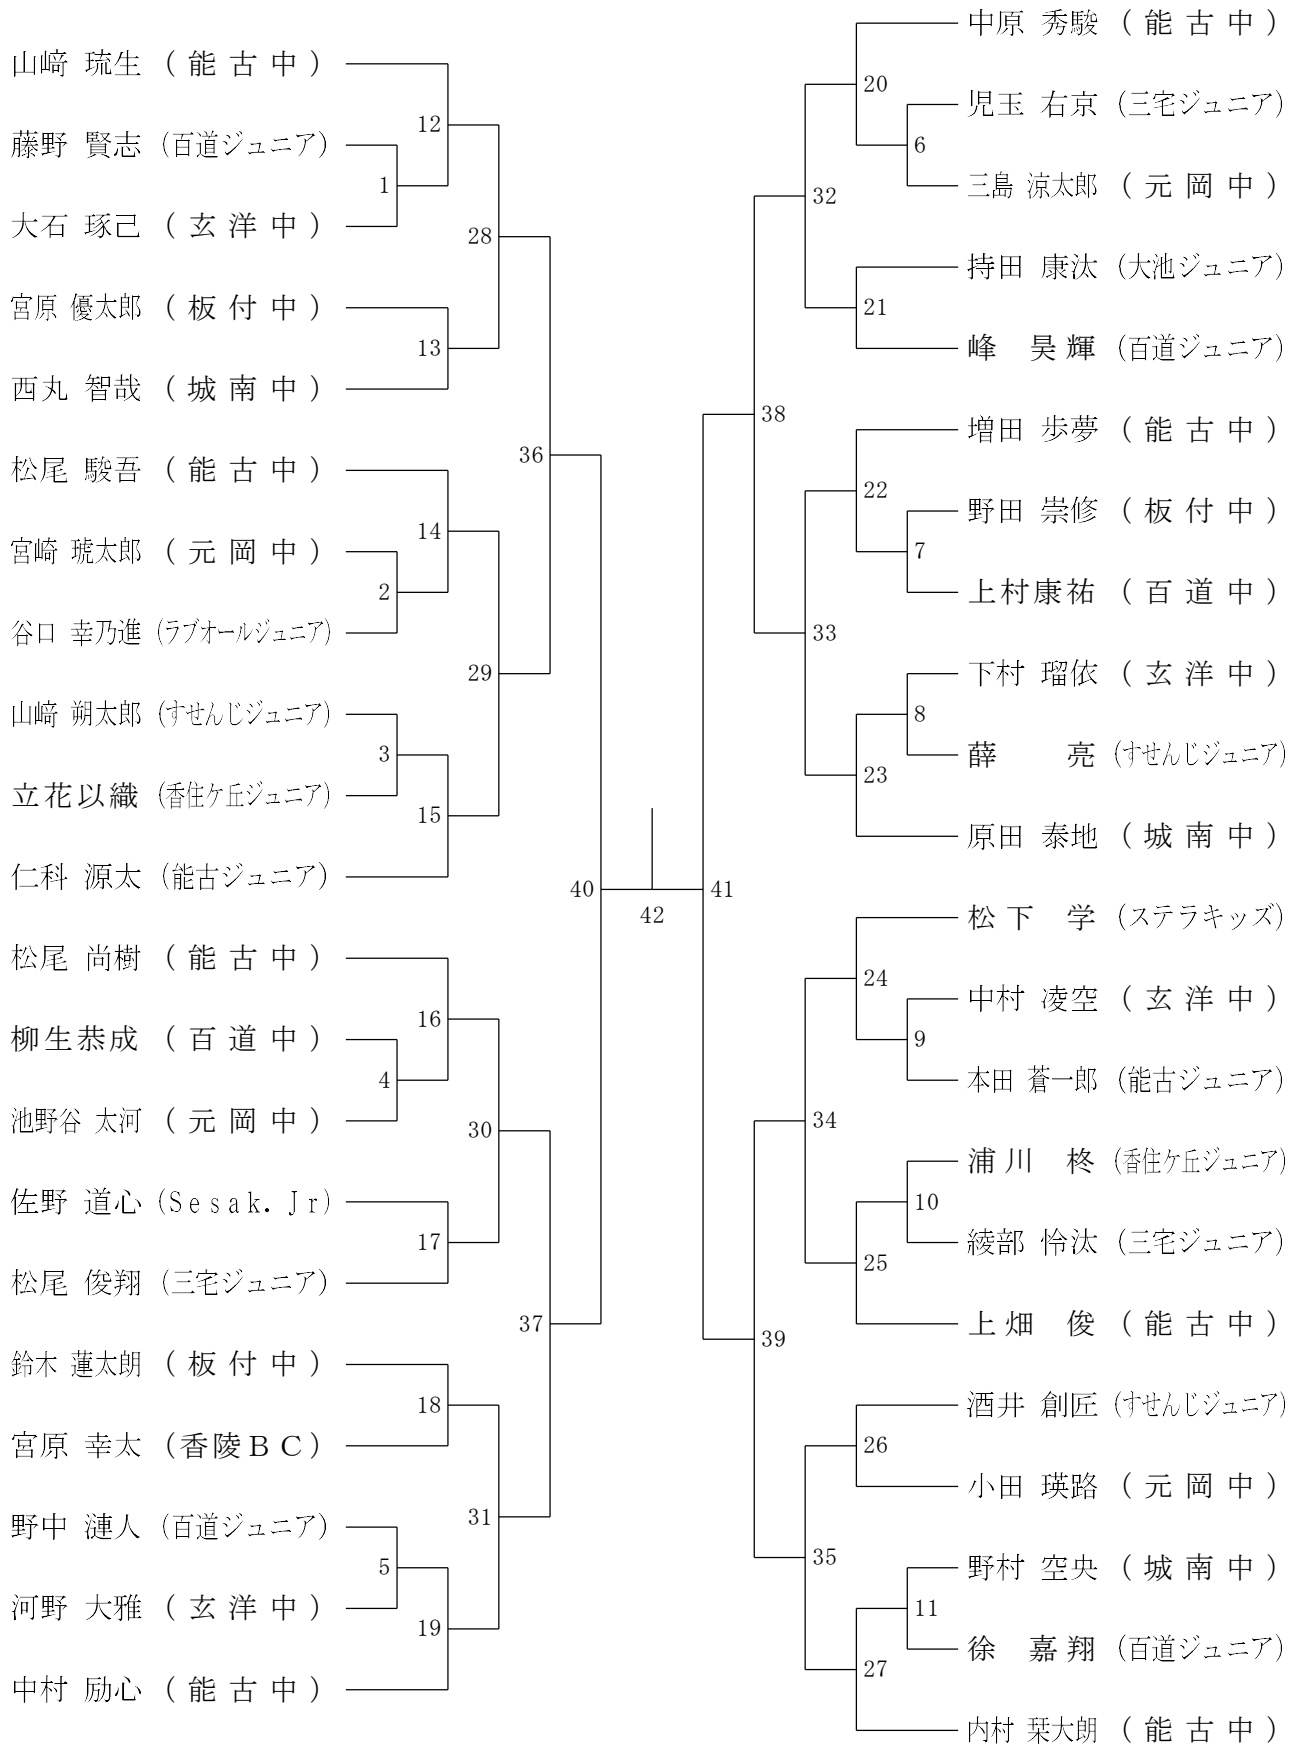 山﨑 琉生 (能古中)
藤野 賢志 (百道ジュニア)
大石 琢己 (玄洋中)
宮原 優太郎 (板付中)
西丸 智哉 (城南中)
松尾 駿吾 (能古中)
宮崎 琥太郎 (元岡中)
谷口 幸乃進 (ラブオールジュニア)
山﨑 朔太郎 (すせんじジュニア)
立花以織 (香住ケ丘ジュニア)
仁科 源太 (能古ジュニア)
松尾 尚樹 (能古中)
柳生恭成 (百道中)
池野谷 太河 (元岡中)
佐野 道心 (Sesak. Jr)
松尾 俊翔 (三宅ジュニア)
鈴木 蓮太朗 (板付中)
宮原 幸太 (香陵BC)
野中 漣人 (百道ジュニア)
河野 大雅 (玄洋中)
中村 励心 (能古中)
1
2
3
4
5
12
13
14
15
16
17
18
19
28
29
30
31
36
37
40
42
41
38
39
32
33
34
35
20
21
22
23
24
25
26
27
6
7
8
9
10
11
中原 秀駿 (能古中)
児玉 右京 (三宅ジュニア)
三島 涼太郎 (元岡中)
持田 康汰 (大池ジュニア)
峰 昊輝 (百道ジュニア)
増田 歩夢 (能古中)
野田 崇修 (板付中)
上村康祐 (百道中)
下村 瑠依 (玄洋中)
薛 亮 (すせんじジュニア)
原田 泰地 (城南中)
松下 学 (ステラキッズ)
中村 凌空 (玄洋中)
本田 蒼一郎 (能古ジュニア)
浦川 柊 (香住ケ丘ジュニア)
綾部 怜汰 (三宅ジュニア)
上畑 俊 (能古中)
酒井 創匠 (すせんじジュニア)
小田 瑛路 (元岡中)
野村 空央 (城南中)
徐 嘉翔 (百道ジュニア)
内村 栞大朗 (能古中)